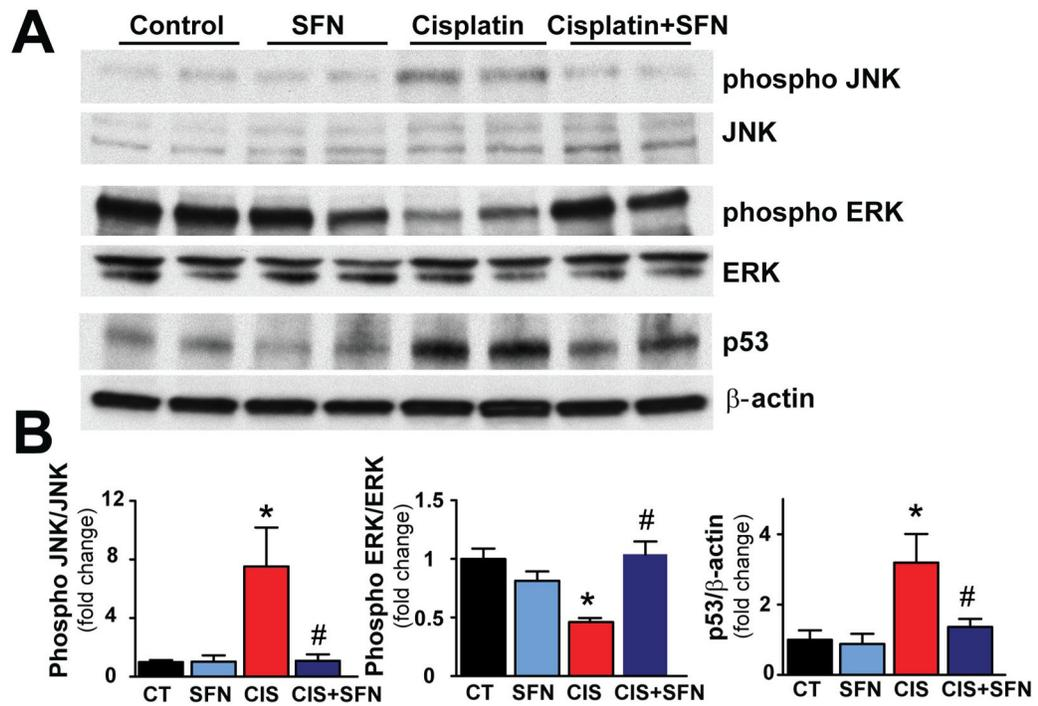 A
Control SFN Cisplatin Cisplatin+SFN
phospho JNK
JNK
phospho ERK
ERK
p53
β-actin
B
Phospho JNK/JNK
(fold change)
12
8
4
0
*
#
CT SFN CIS CIS+SFN
Phospho ERK/ERK
(fold change)
1.5
1
0.5
0
*
#
CT SFN CIS CIS+SFN
p53/β-actin
(fold change)
4
2
0
*
#
CT SFN CIS CIS+SFN